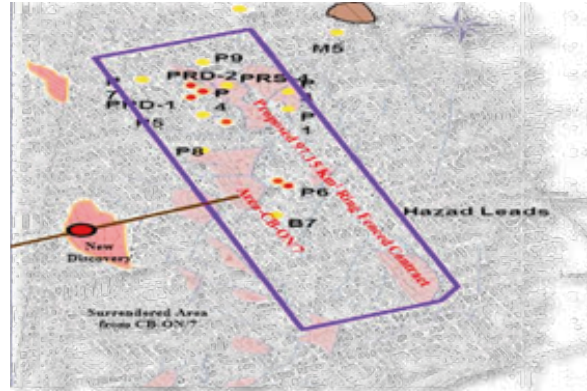 P9
M5
P
7
PRD-2
PRS-1
P
4
P
1
PRD-1
P5
P8
P6
B7
Proposed 97.15 Km² Ring Fenced Contract
Area-CB-ON/7
Hazad Leads
New
Discovery
Surrendered Area
from CB-ON/7